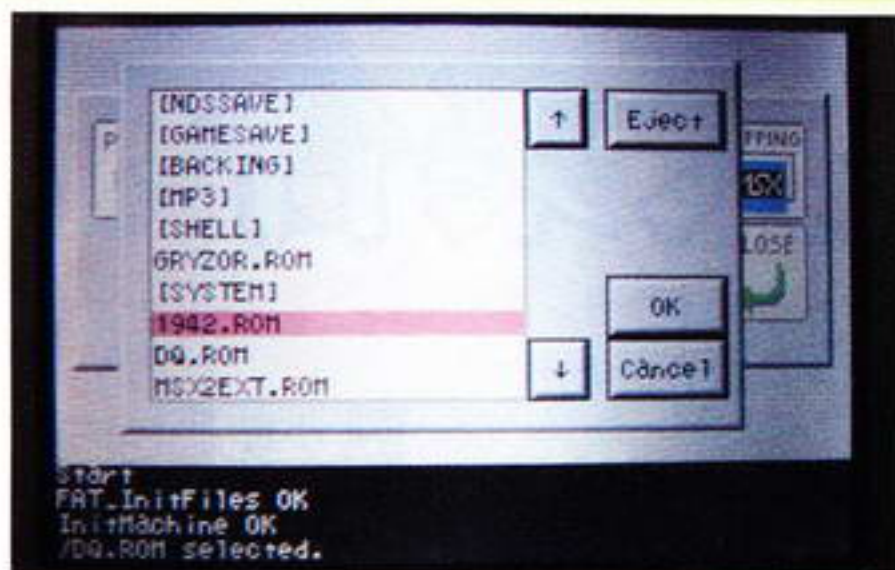 [NDSSAVE]
[GAMESAVE]
[BACKING]
[MP3]
[SHELL]
GRYZOR.ROM
[SYSTEM]
1942.ROM
DQ.ROM
MSX2EXT.ROM
↑
Eject
OK
↓
Cancel
Start
FAT_InitFiles OK
InitMachine OK
/DQ.ROM selected.